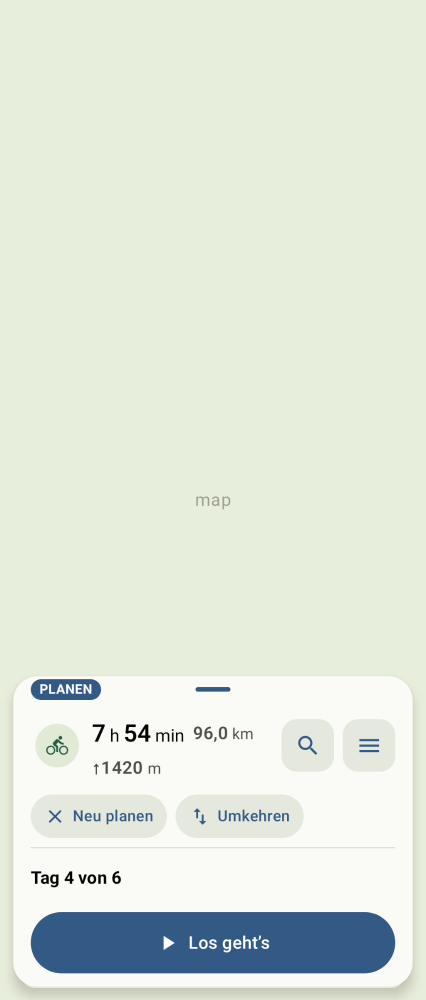 map
PLANEN
7 h 54 min 96,0 km
↑1420 m
Neu planen Umkehren
Tag 4 von 6
Los geht’s